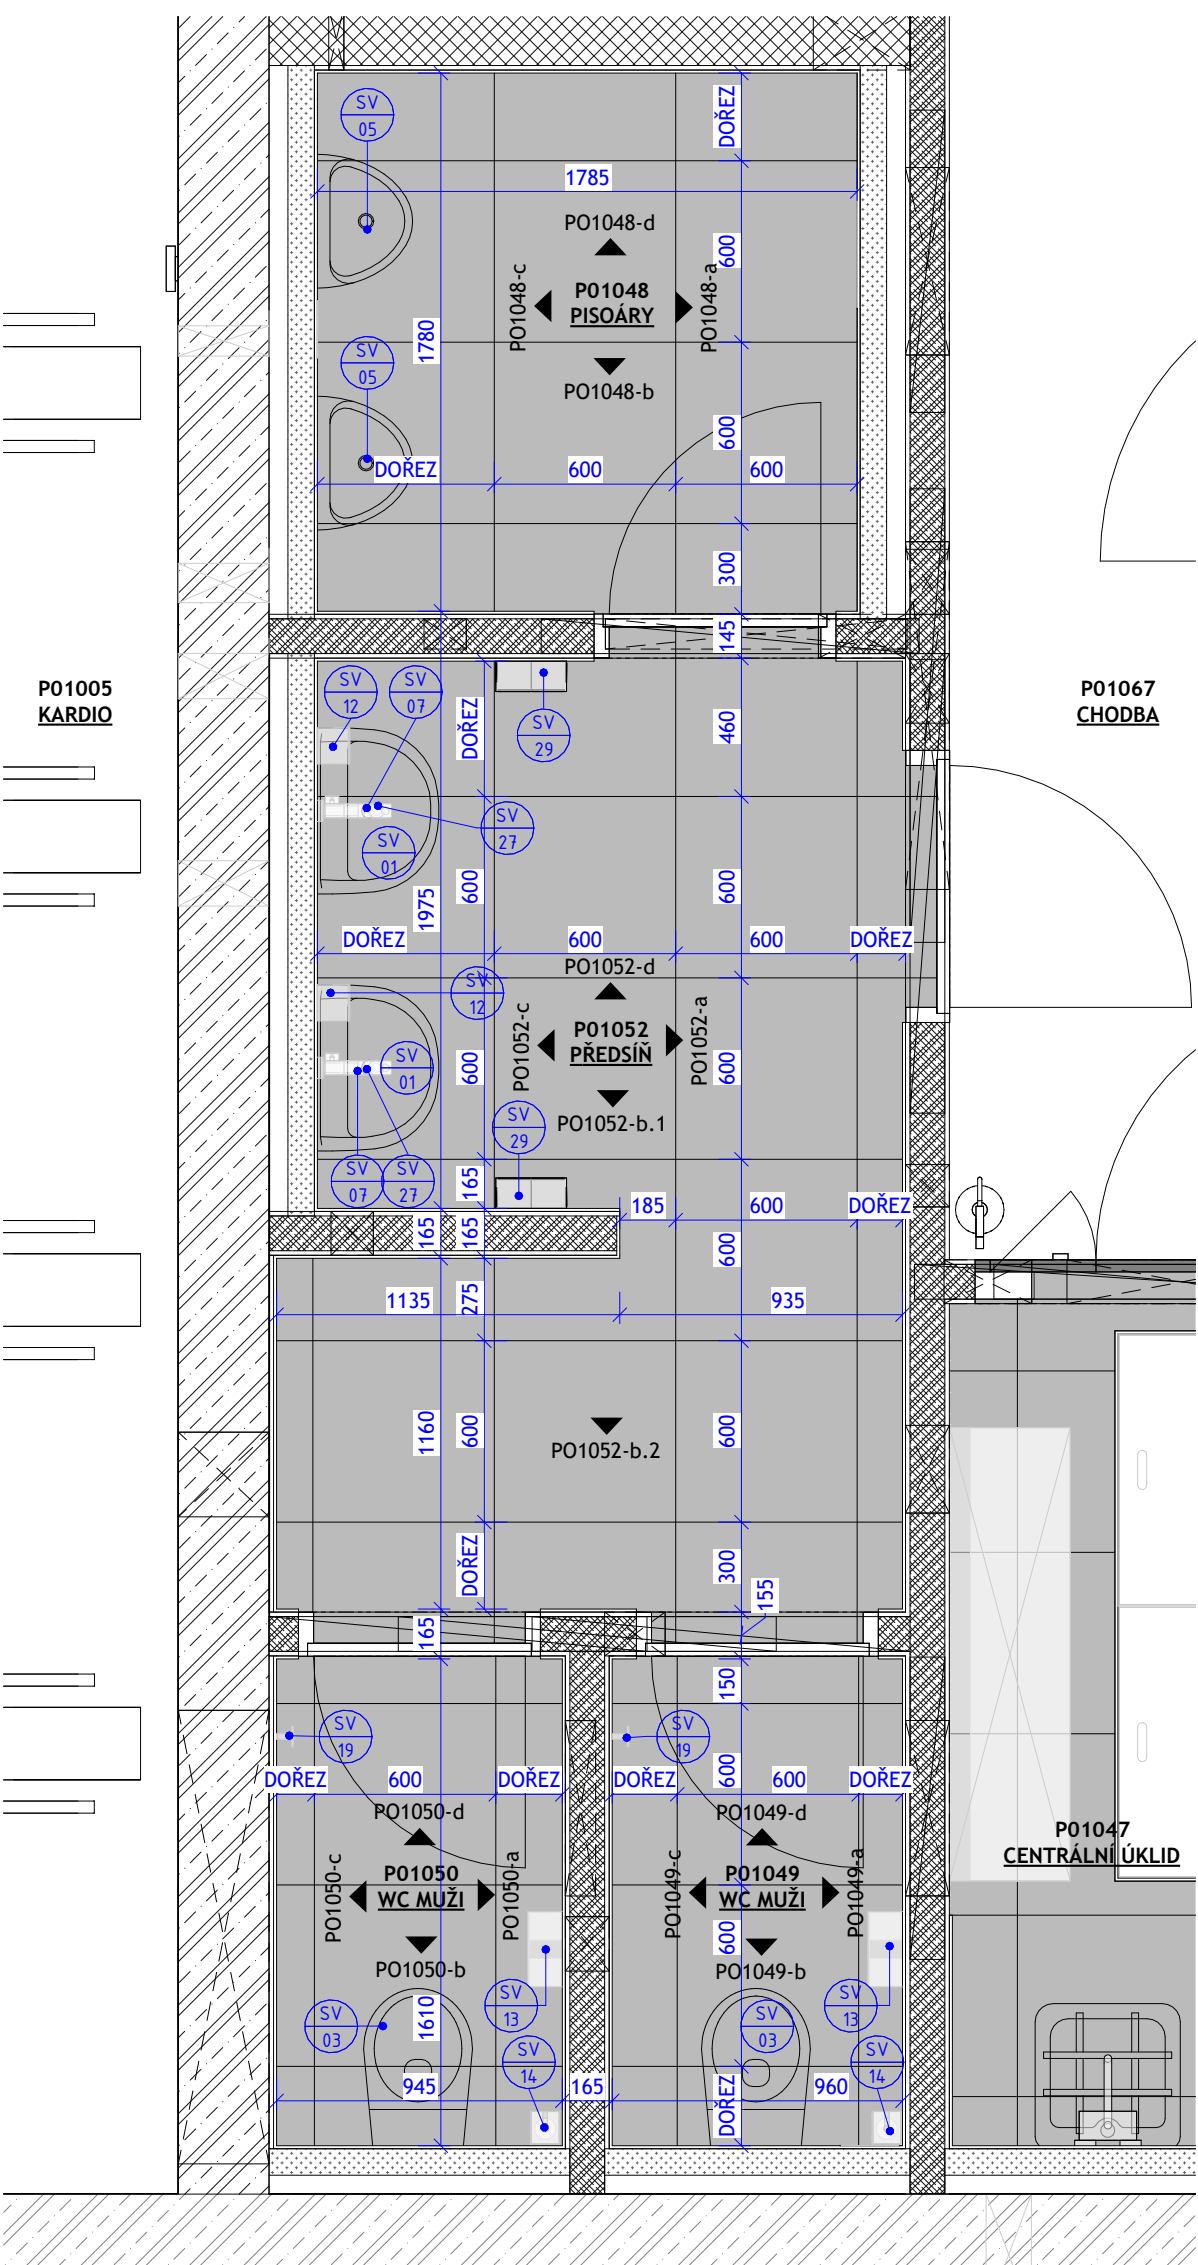 SV
05
DOŘEZ
1785
PO1048-d
600
PO1048-c
P01048
PISOÁRY
PO1048-a
1780
SV
05
PO1048-b
600
DOŘEZ
600
600
300
145
P01005
KARDIO
P01067
CHODBA
SV
12
SV
07
DOŘEZ
SV
29
460
SV
27
SV
01
600
1975
600
DOŘEZ
600
600
DOŘEZ
PO1052-d
SV
12
PO1052-c
P01052
PŘEDSÍŇ
PO1052-a
SV
01
600
600
PO1052-b.1
SV
29
SV
07
SV
27
165
185
600
DOŘEZ
165
165
600
1135
275
935
1160
600
600
PO1052-b.2
DOŘEZ
300
155
165
150
SV
19
SV
19
DOŘEZ
600
DOŘEZ
DOŘEZ
600
600
DOŘEZ
PO1050-d
PO1049-d
PO1050-c
P01050
WC MUŽI
PO1050-a
PO1049-c
P01049
WC MUŽI
PO1049-a
P01047
CENTRÁLNÍ ÚKLID
600
PO1050-b
PO1049-b
SV
03
1610
SV
13
SV
03
SV
13
SV
14
SV
14
945
165
DOŘEZ
960